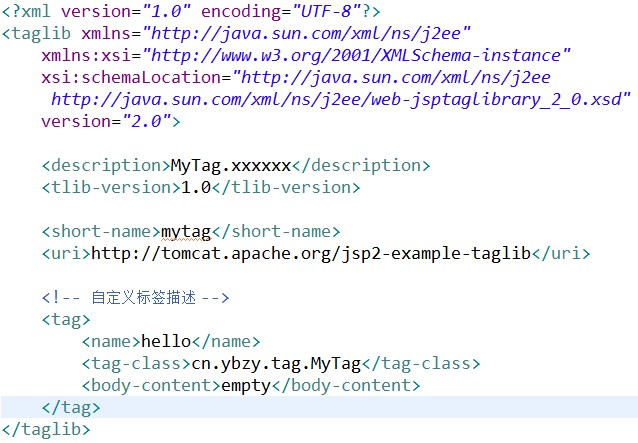 <?xml version="1.0" encoding="UTF-8"?>
<taglib xmlns="http://java.sun.com/xml/ns/j2ee"
    xmlns:xsi="http://www.w3.org/2001/XMLSchema-instance"
    xsi:schemaLocation="http://java.sun.com/xml/ns/j2ee
     http://java.sun.com/xml/ns/j2ee/web-jsptaglibrary_2_0.xsd"
    version="2.0">
    <description>MyTag.xxxxxx</description>
    <tlib-version>1.0</tlib-version>
    <short-name>mytag</short-name>
    <uri>http://tomcat.apache.org/jsp2-example-taglib</uri>
    <!-- 自定义标签描述 -->
    <tag>
        <name>hello</name>
        <tag-class>cn.ybzy.tag.MyTag</tag-class>
        <body-content>empty</body-content>
    </tag>
</taglib>